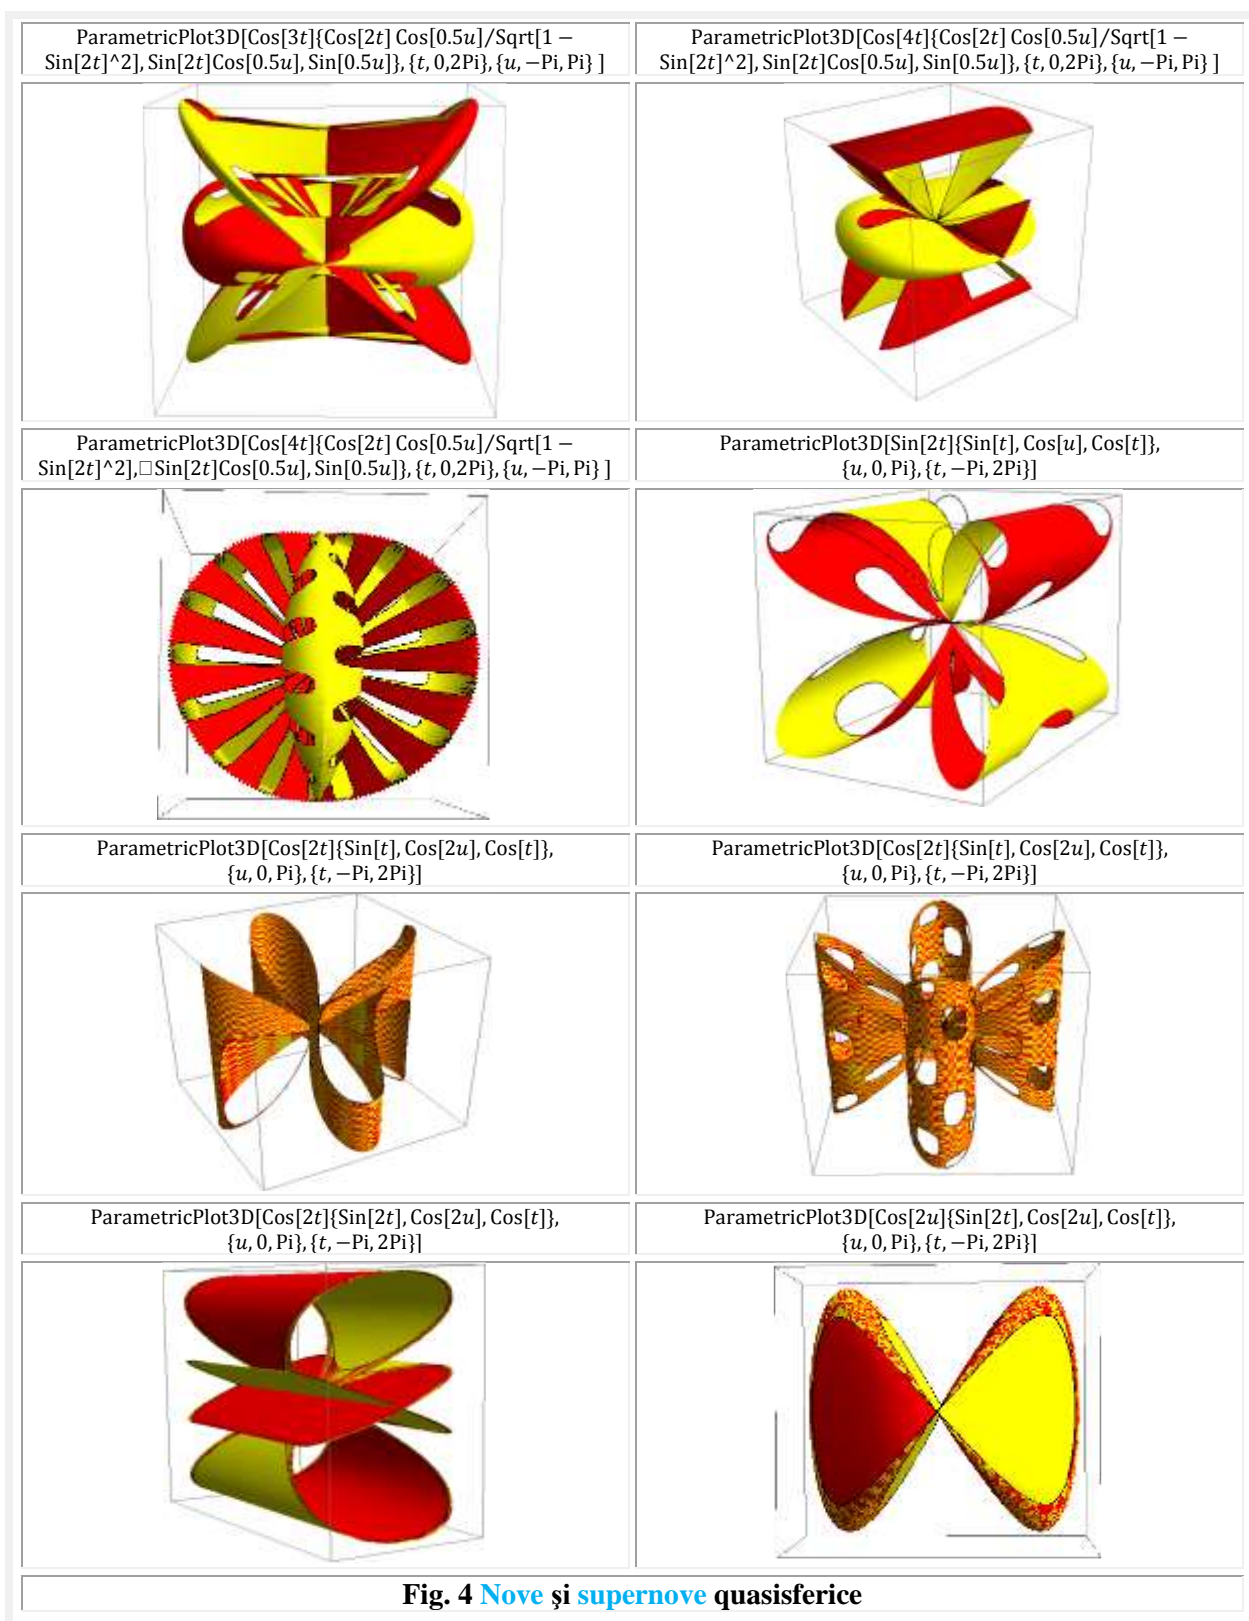 ParametricPlot3D[Cos[3t]{Cos[2t] Cos[0.5u]/Sqrt[1 −
Sin[2t]^2], Sin[2t]Cos[0.5u], Sin[0.5u]}, {t, 0,2Pi}, {u, −Pi, Pi} ]
ParametricPlot3D[Cos[4t]{Cos[2t] Cos[0.5u]/Sqrt[1 −
Sin[2t]^2], Sin[2t]Cos[0.5u], Sin[0.5u]}, {t, 0,2Pi}, {u, −Pi, Pi} ]
ParametricPlot3D[Cos[4t]{Cos[2t] Cos[0.5u]/Sqrt[1 −
Sin[2t]^2],□Sin[2t]Cos[0.5u], Sin[0.5u]}, {t, 0,2Pi}, {u, −Pi, Pi} ]
ParametricPlot3D[Sin[2t]{Sin[t], Cos[u], Cos[t]},
{u, 0, Pi}, {t, −Pi, 2Pi}]
ParametricPlot3D[Cos[2t]{Sin[t], Cos[2u], Cos[t]},
{u, 0, Pi}, {t, −Pi, 2Pi}]
ParametricPlot3D[Cos[2t]{Sin[t], Cos[2u], Cos[t]},
{u, 0, Pi}, {t, −Pi, 2Pi}]
ParametricPlot3D[Cos[2t]{Sin[2t], Cos[2u], Cos[t]},
{u, 0, Pi}, {t, −Pi, 2Pi}]
ParametricPlot3D[Cos[2u]{Sin[2t], Cos[2u], Cos[t]},
{u, 0, Pi}, {t, −Pi, 2Pi}]
Fig. 4 Nove şi supernove quasisferice